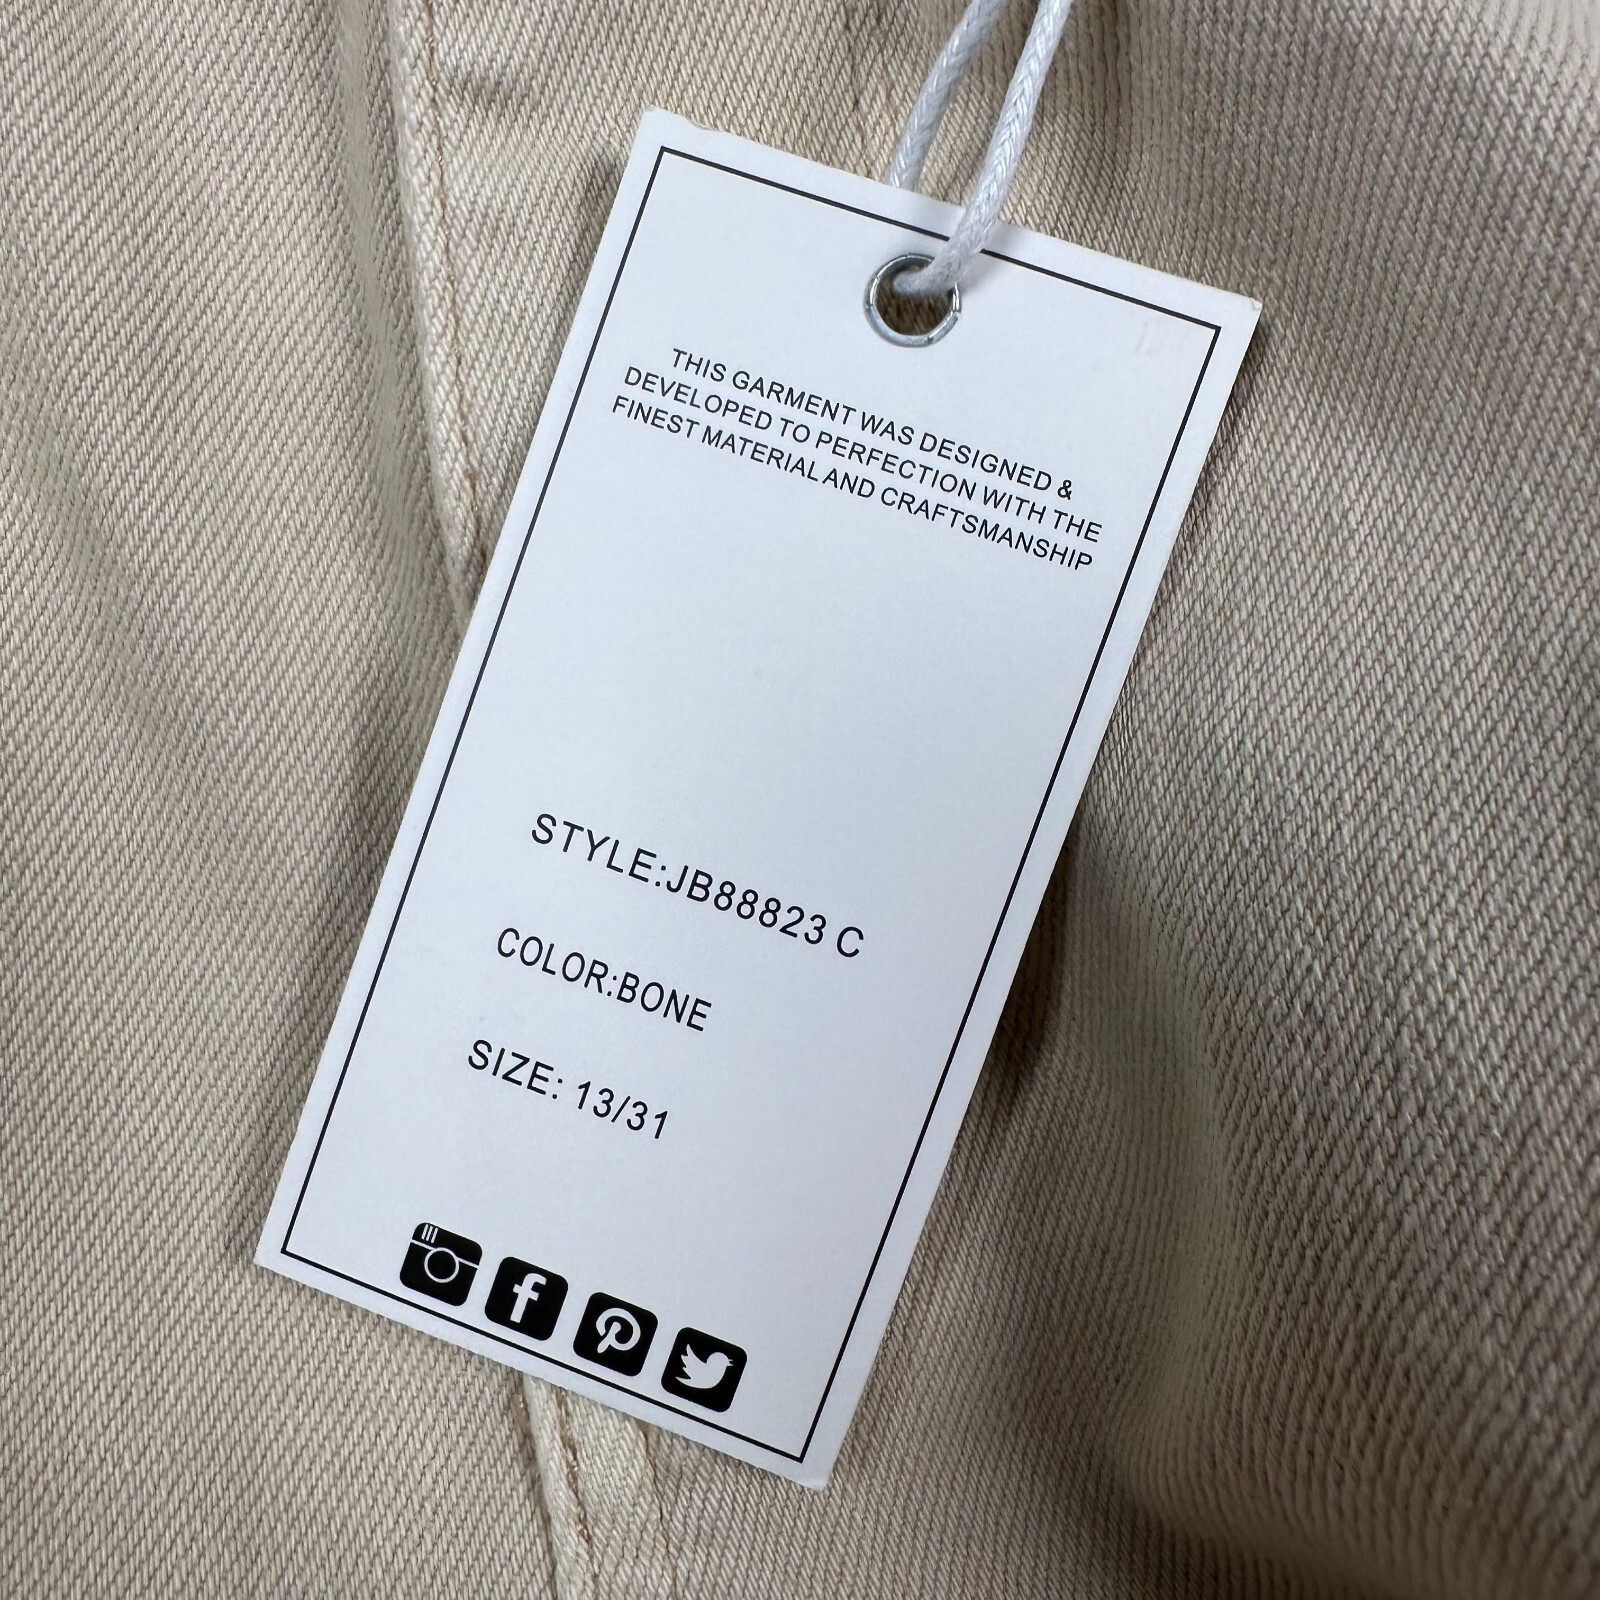 THIS GARMENT WAS DESIGNED &
DEVELOPED TO PERFECTION WITH THE
FINEST MATERIAL AND CRAFTSMANSHIP
STYLE:JB88823 C
COLOR:BONE
SIZE: 13/31